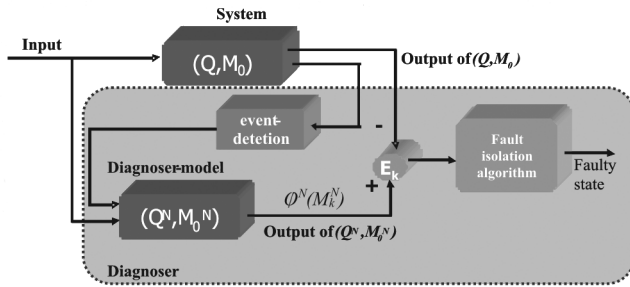 System
Input
(Q,M₀)
Output of (Q,M₀)
event-
detetion
-
Fault
isolation
algorithm
Diagnoser-model
Eₖ
+
Faulty
state
(Qᴺ,M₀ᴺ)
φᴺ(Mₖᴺ)
Output of (Qᴺ,M₀ᴺ)
Diagnoser